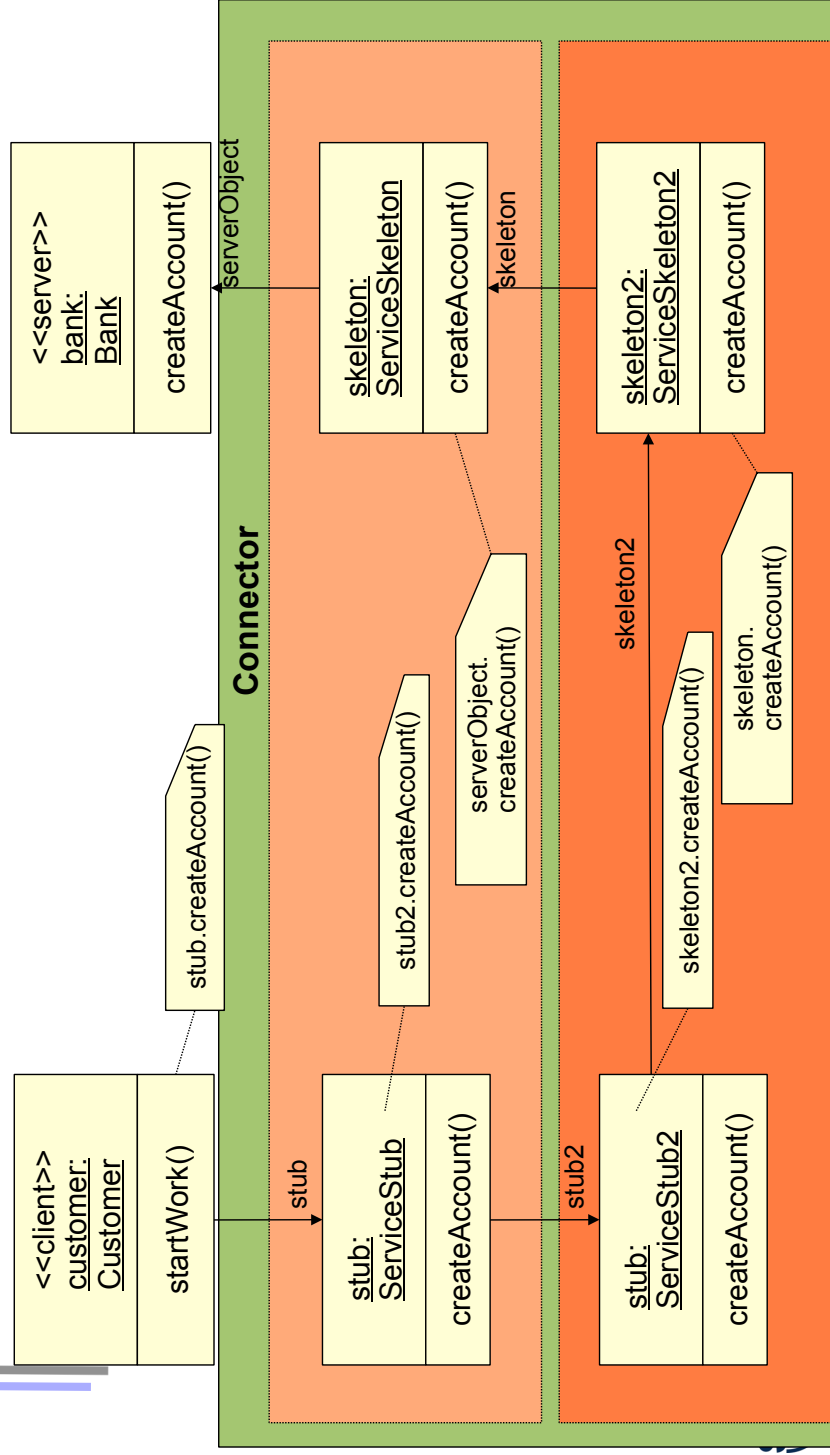 <<client>>
customer:
Customer
startWork()
stub.createAccount()
<<server>>
bank:
Bank
createAccount()
Connector
stub
serverObject
stub:
ServiceStub
createAccount()
stub2.createAccount()
serverObject.
createAccount()
skeleton:
ServiceSkeleton
createAccount()
stub2
skeleton
stub:
ServiceStub2
createAccount()
skeleton2
skeleton2.createAccount()
skeleton.
createAccount()
skeleton2:
ServiceSkeleton2
createAccount()